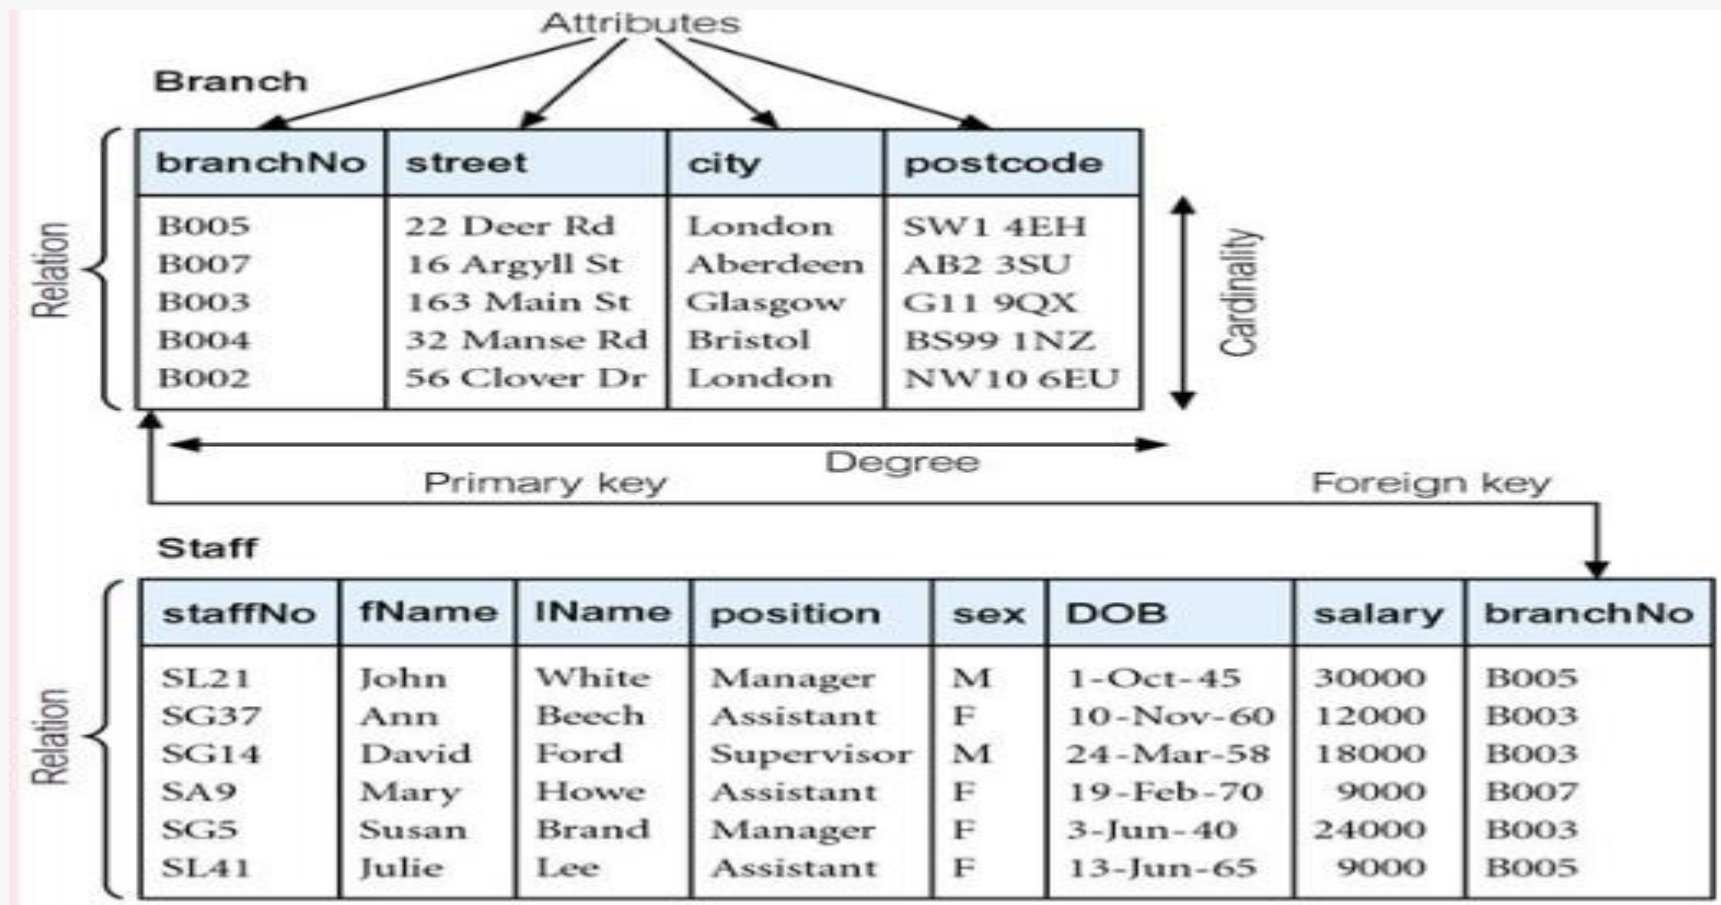 Attributes
Branch
branchNo street city postcode
B005 22 Deer Rd London SW1 4EH
B007 16 Argyll St Aberdeen AB2 3SU
B003 163 Main St Glasgow G11 9QX
B004 32 Manse Rd Bristol BS99 1NZ
B002 56 Clover Dr London NW10 6EU
Relation
Cardinality
Degree
Primary key
Foreign key
Staff
staffNo fName lName position sex DOB salary branchNo
SL21 John White Manager M 1-Oct-45 30000 B005
SG37 Ann Beech Assistant F 10-Nov-60 12000 B003
SG14 David Ford Supervisor M 24-Mar-58 18000 B003
SA9 Mary Howe Assistant F 19-Feb-70 9000 B007
SG5 Susan Brand Manager F 3-Jun-40 24000 B003
SL41 Julie Lee Assistant F 13-Jun-65 9000 B005
Relation